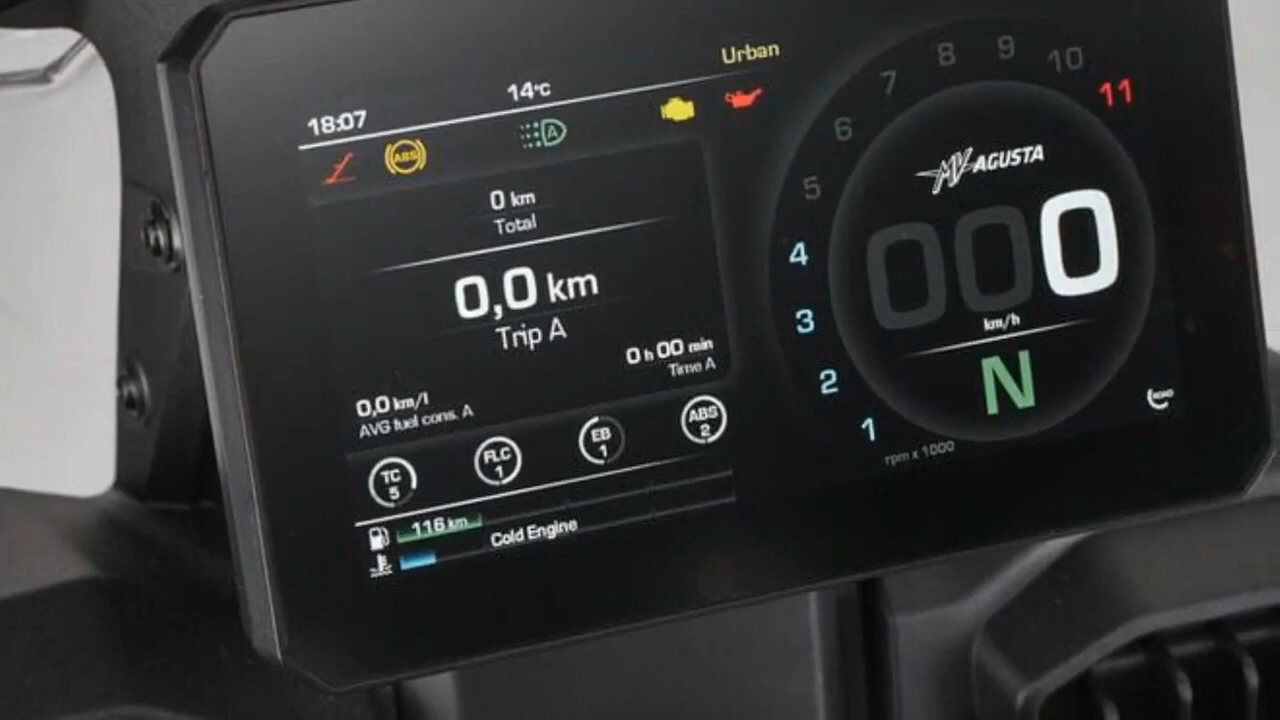 Urban
14°C
18:07
ABS
A
0 km
Total
0,0 km
Trip A
0 h 00 min
Time A
0,0 km/l
AVG fuel cons. A
TC
5
FLC
1
EB
1
ABS
2
116 km
Cold Engine
1
2
3
4
5
6
7
8
9
10
11
MV AGUSTA
000
km/h
N
rpm x 1000
ROAD